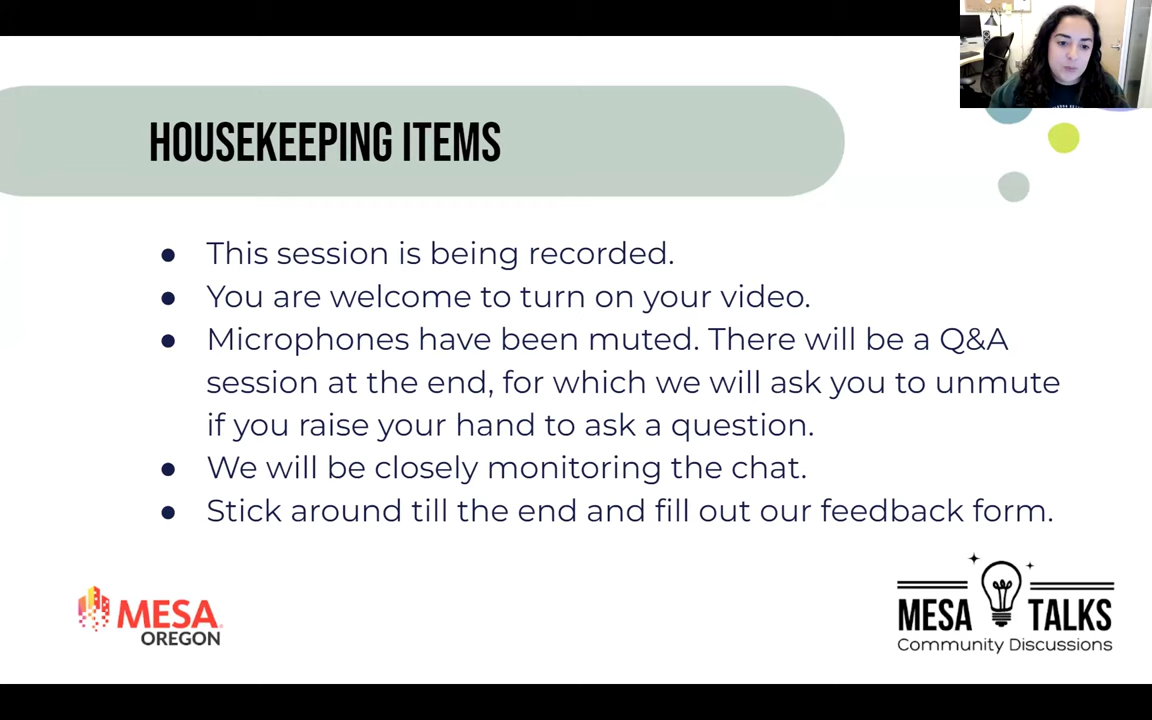 HOUSEKEEPING ITEMS
● This session is being recorded.
● You are welcome to turn on your video.
● Microphones have been muted. There will be a Q&A
session at the end, for which we will ask you to unmute
if you raise your hand to ask a question.
● We will be closely monitoring the chat.
● Stick around till the end and fill out our feedback form.
MESA
OREGON
MESA TALKS
Community Discussions